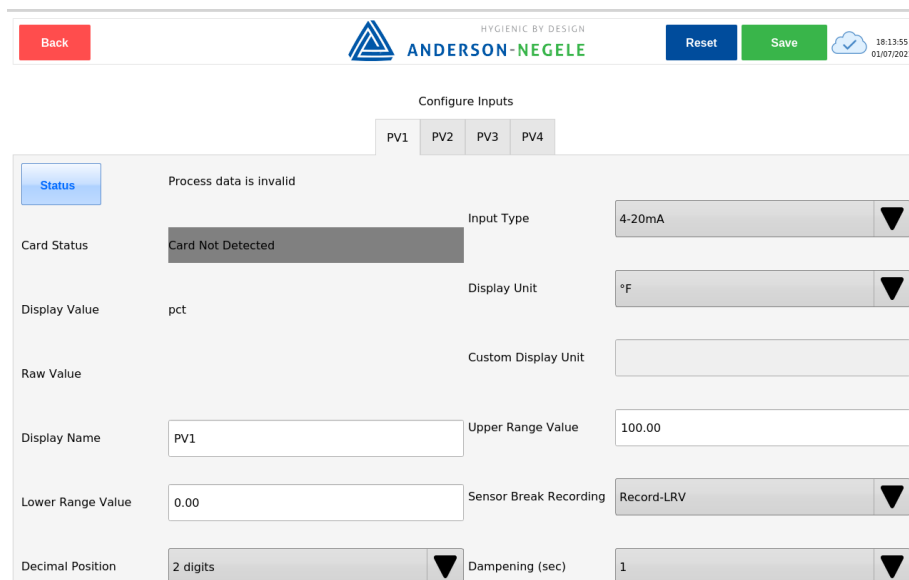 Back
HYGIENIC BY DESIGN
ANDERSON-NEGELE
Reset
Save
18:13:55
01/07/202
Configure Inputs
PV1 PV2 PV3 PV4
Status
Process data is invalid
Input Type
4-20mA
Card Status
Card Not Detected
Display Unit
°F
Display Value
pct
Custom Display Unit
Raw Value
Display Name
PV1
Upper Range Value
100.00
Lower Range Value
0.00
Sensor Break Recording
Record-LRV
Decimal Position
2 digits
Dampening (sec)
1